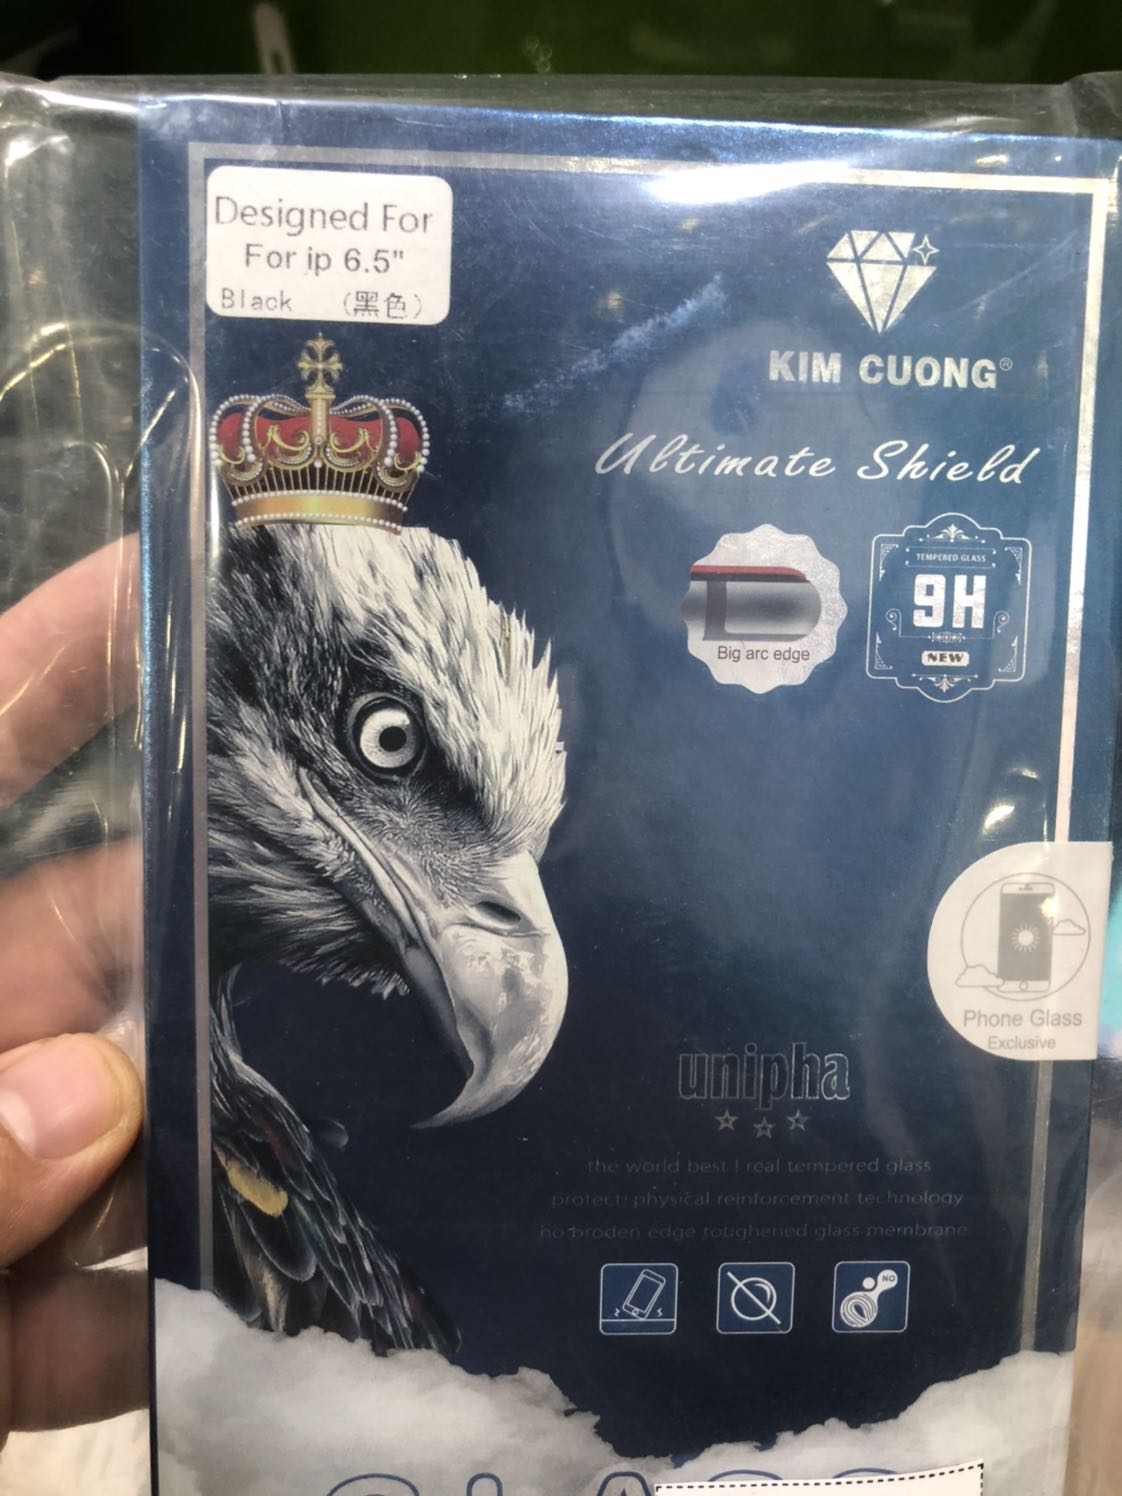 Designed For
For ip 6.5"
Black (黑色)
KIM CUONG®
Ultimate Shield
Big arc edge
TEMPERED GLASS
9H
NEW
Phone Glass
Exclusive
unipha
the world best ! real tempered glass
protect: physical reinforcement technology
no broden edge toughened glass membrane
NO